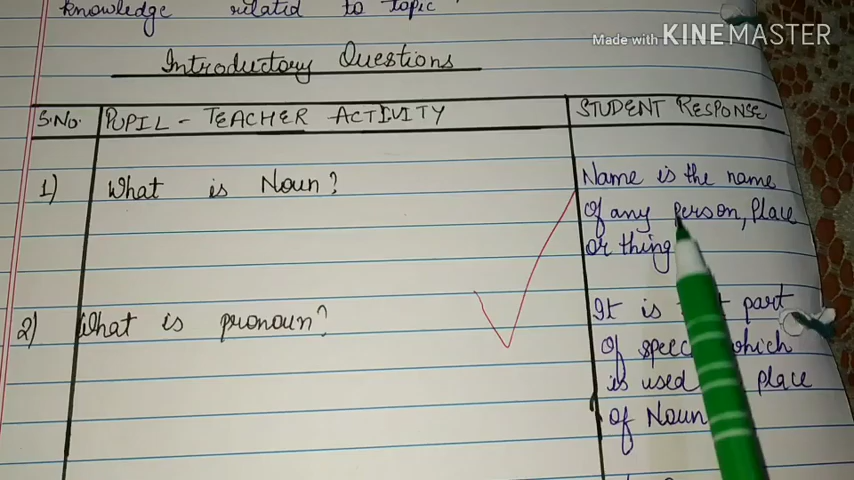 knowledge related to topic
Made with KINEMASTER
Introductory Questions
S.No. PUPIL - TEACHER ACTIVITY STUDENT RESPONSE
1) What is Noun? Name is the name
Of any person, Place
Or thing
2) What is pronoun? It is part
Of speec which
is used place
of Noun